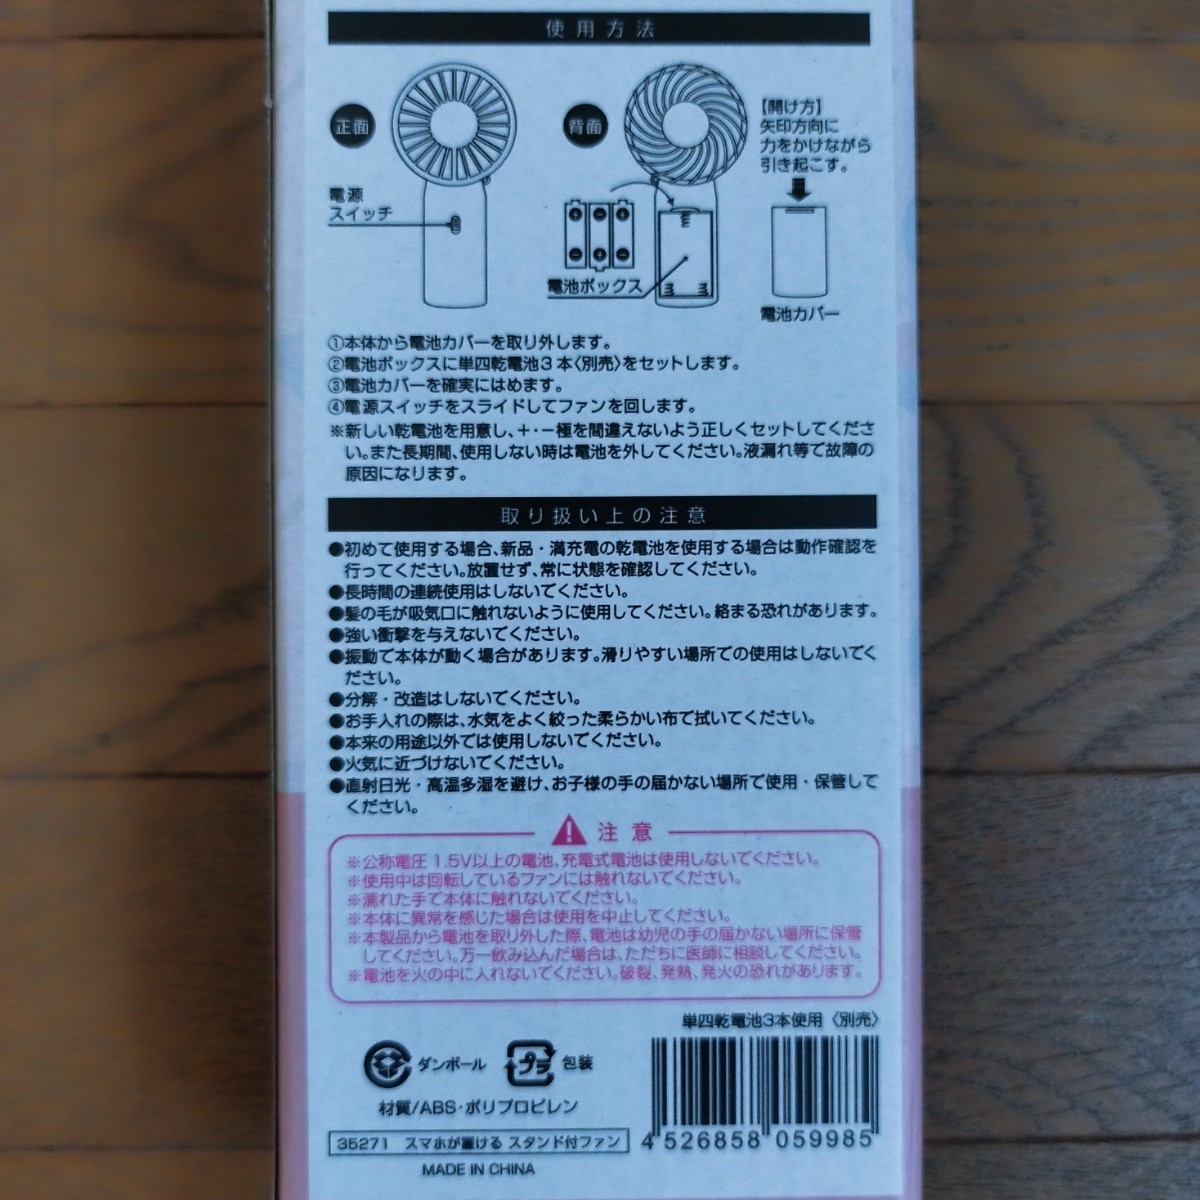 使用方法
正面
背面
【開け方】
矢印方向に
力をかけながら
引き起こす。
電源
スイッチ
電池ボックス
電池カバー
①本体から電池カバーを取り外します。
②電池ボックスに単四乾電池3本〈別売〉をセットします。
③電池カバーを確実にはめます。
④電源スイッチをスライドしてファンを回します。
※新しい乾電池を用意し、+・−極を間違えないよう正しくセットしてくださ
い。また長期間、使用しない時は電池を外してください。液漏れ等で故障の
原因になります。
取り扱い上の注意
●初めて使用する場合、新品・満充電の乾電池を使用する場合は動作確認を
行ってください。放置せず、常に状態を確認してください。
●長時間の連続使用はしないでください。
●髪の毛が吸気口に触れないように使用してください。絡まる恐れがあります。
●強い衝撃を与えないでください。
●振動で本体が動く場合があります。滑りやすい場所での使用はしないでく
ださい。
●分解・改造はしないでください。
●お手入れの際は、水気をよく絞った柔らかい布で拭いてください。
●本来の用途以外では使用しないでください。
●火気に近づけないでください。
●直射日光・高温多湿を避け、お子様の手の届かない場所で使用・保管して
ください。
注意
※公称電圧1.5V以上の電池、充電式電池は使用しないでください。
※使用中は回転しているファンには触れないでください。
※濡れた手で本体に触れないでください。
※本体に異常を感じた場合は使用を中止してください。
※本製品から電池を取り外した際、電池は幼児の手の届かない場所に保管
してください。万一飲み込んだ場合は、ただちに医師に相談してください。
※電池を火の中に入れないでください。破裂、発熱、発火の恐れがあります。
単四乾電池3本使用〈別売〉
ダンボール
プラ
包装
材質/ABS・ポリプロピレン
35271 スマホが置ける スタンド付ファン
4 526858 059985
MADE IN CHINA